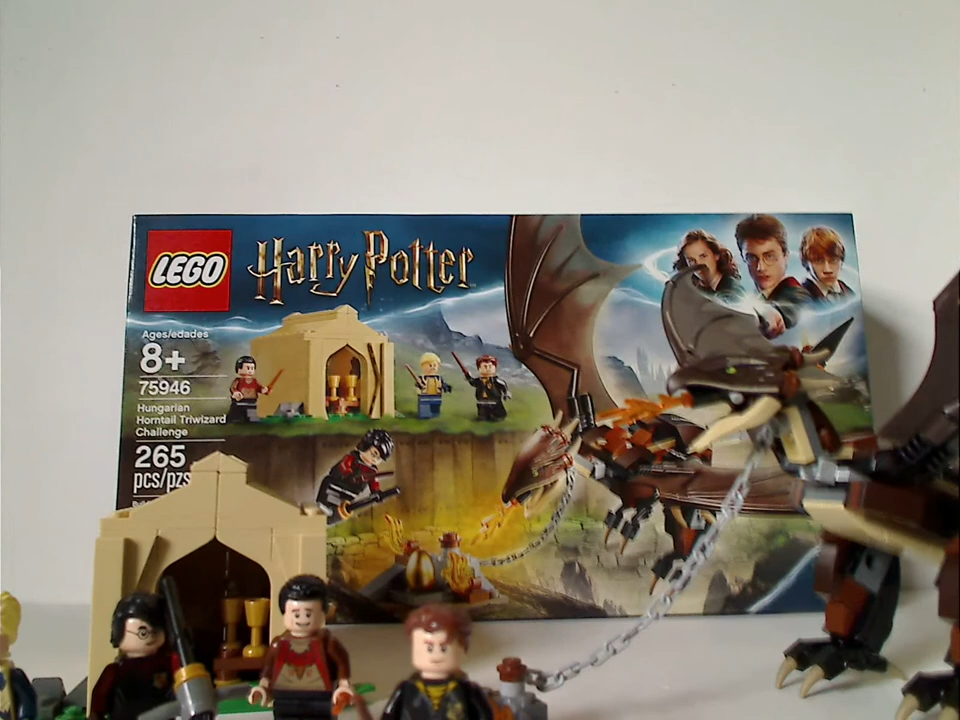 LEGO
Harry Potter
Ages/edades
8+
75946
Hungarian
Horntail Triwizard
Challenge
265
pcs/pzs